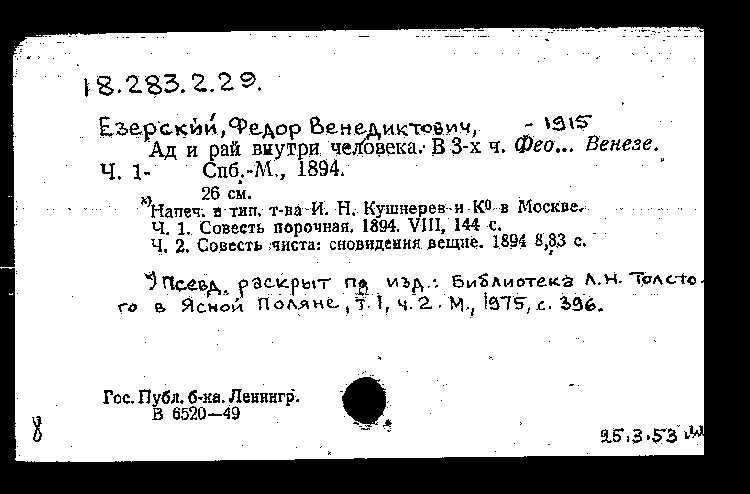 18.283.2.29.
Езерский, Федор Венедиктович, - 1915
Ад и рай внутри человека. В 3-х ч. Фео... Венезе.
Ч. 1- Спб.-М., 1894.
26 см.
*) Напеч. в тип. т-ва И. Н. Кушнерев и К⁰ в Москве.
Ч. 1. Совесть порочная. 1894. VIII, 144 с.
Ч. 2. Совесть чиста: сновидения вещие. 1894 8,83 с.
*) Псевд. раскрыт по изд.: Библиотека Л.Н. Толсто-
го в Ясной Поляне, т. 1, ч. 2. М., 1975, с. 396.
Гос. Публ. б-ка. Ленингр.
В 6520—49
8
25.3.53